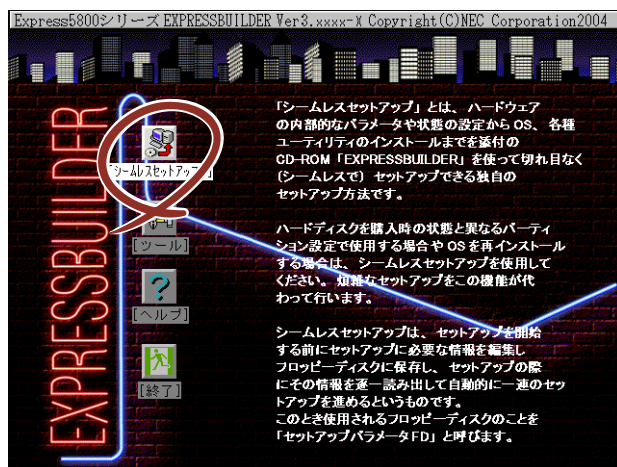 Express5800シリーズ EXPRESSBUILDER Ver3.xxxx-X Copyright(C)NEC Corporation2004
EXPRESSBUILDER
[シームレスセットアップ]
[ツール]
[ヘルプ]
[終了]
「シームレスセットアップ」とは、ハードウェア
の内部的なパラメータや状態の設定から OS、各種
ユーティリティのインストールまでを添付の
CD-ROM「EXPRESSBUILDER」を使って切れ目なく
(シームレスで) セットアップできる独自の
セットアップ方法です。
ハードディスクを購入時の状態と異なるパーティ
ション設定で使用する場合や OS を再インストール
する場合は、シームレスセットアップを使用して
ください。煩雑なセットアップをこの機能が代
わって行います。
シームレスセットアップは、セットアップを開始
する前にセットアップに必要な情報を編集し
フロッピーディスクに保存し、セットアップの際
にその情報を逐一読み出して自動的に一連のセッ
トアップを進めるというものです。
このとき使用されるフロッピーディスクのことを
「セットアップパラメータFD」と呼びます。